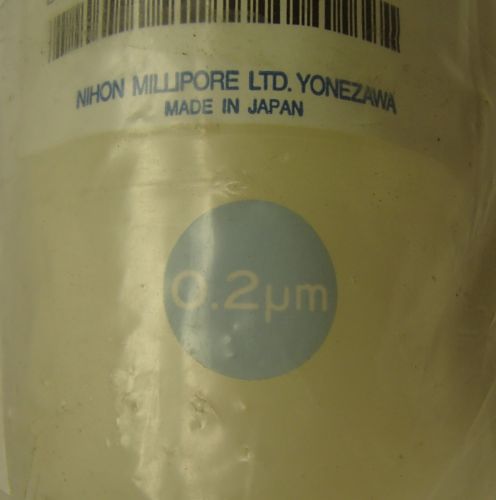 NIHON MILLIPORE LTD. YONEZAWA
MADE IN JAPAN
0.2µm